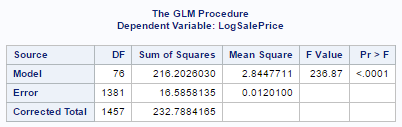 The GLM Procedure
Dependent Variable: LogSalePrice
Source DF Sum of Squares Mean Square F Value Pr > F
Model 76 216.2026030 2.8447711 236.87 <.0001
Error 1381 16.5858135 0.0120100
Corrected Total 1457 232.7884165